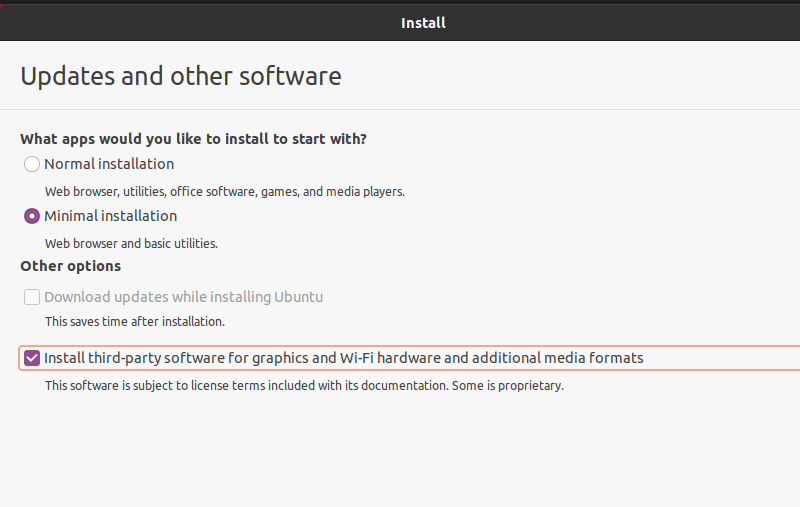 Install
Updates and other software
What apps would you like to install to start with?
Normal installation
Web browser, utilities, office software, games, and media players.
Minimal installation
Web browser and basic utilities.
Other options
Download updates while installing Ubuntu
This saves time after installation.
Install third-party software for graphics and Wi-Fi hardware and additional media formats
This software is subject to license terms included with its documentation. Some is proprietary.